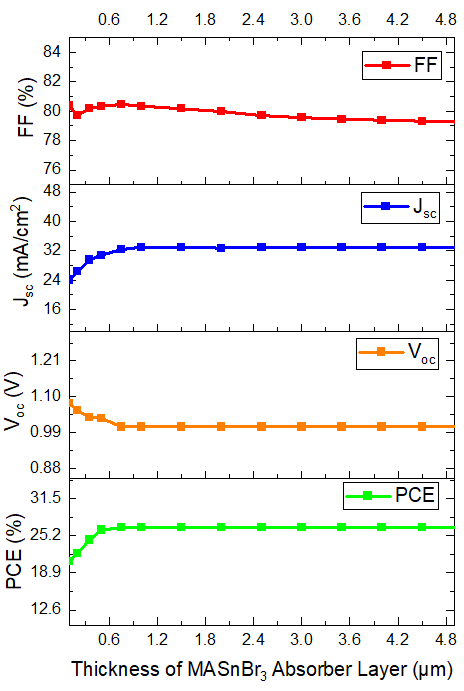 0.6 1.2 1.8 2.4 3.0 3.6 4.2 4.8
84
82
80
78
76
FF (%)
FF
48
40
32
24
16
Jsc (mA/cm²)
Jsc
1.21
1.10
0.99
0.88
Voc (V)
Voc
31.5
25.2
18.9
12.6
PCE (%)
PCE
0.6 1.2 1.8 2.4 3.0 3.6 4.2 4.8
Thickness of MASnBr₃ Absorber Layer (μm)